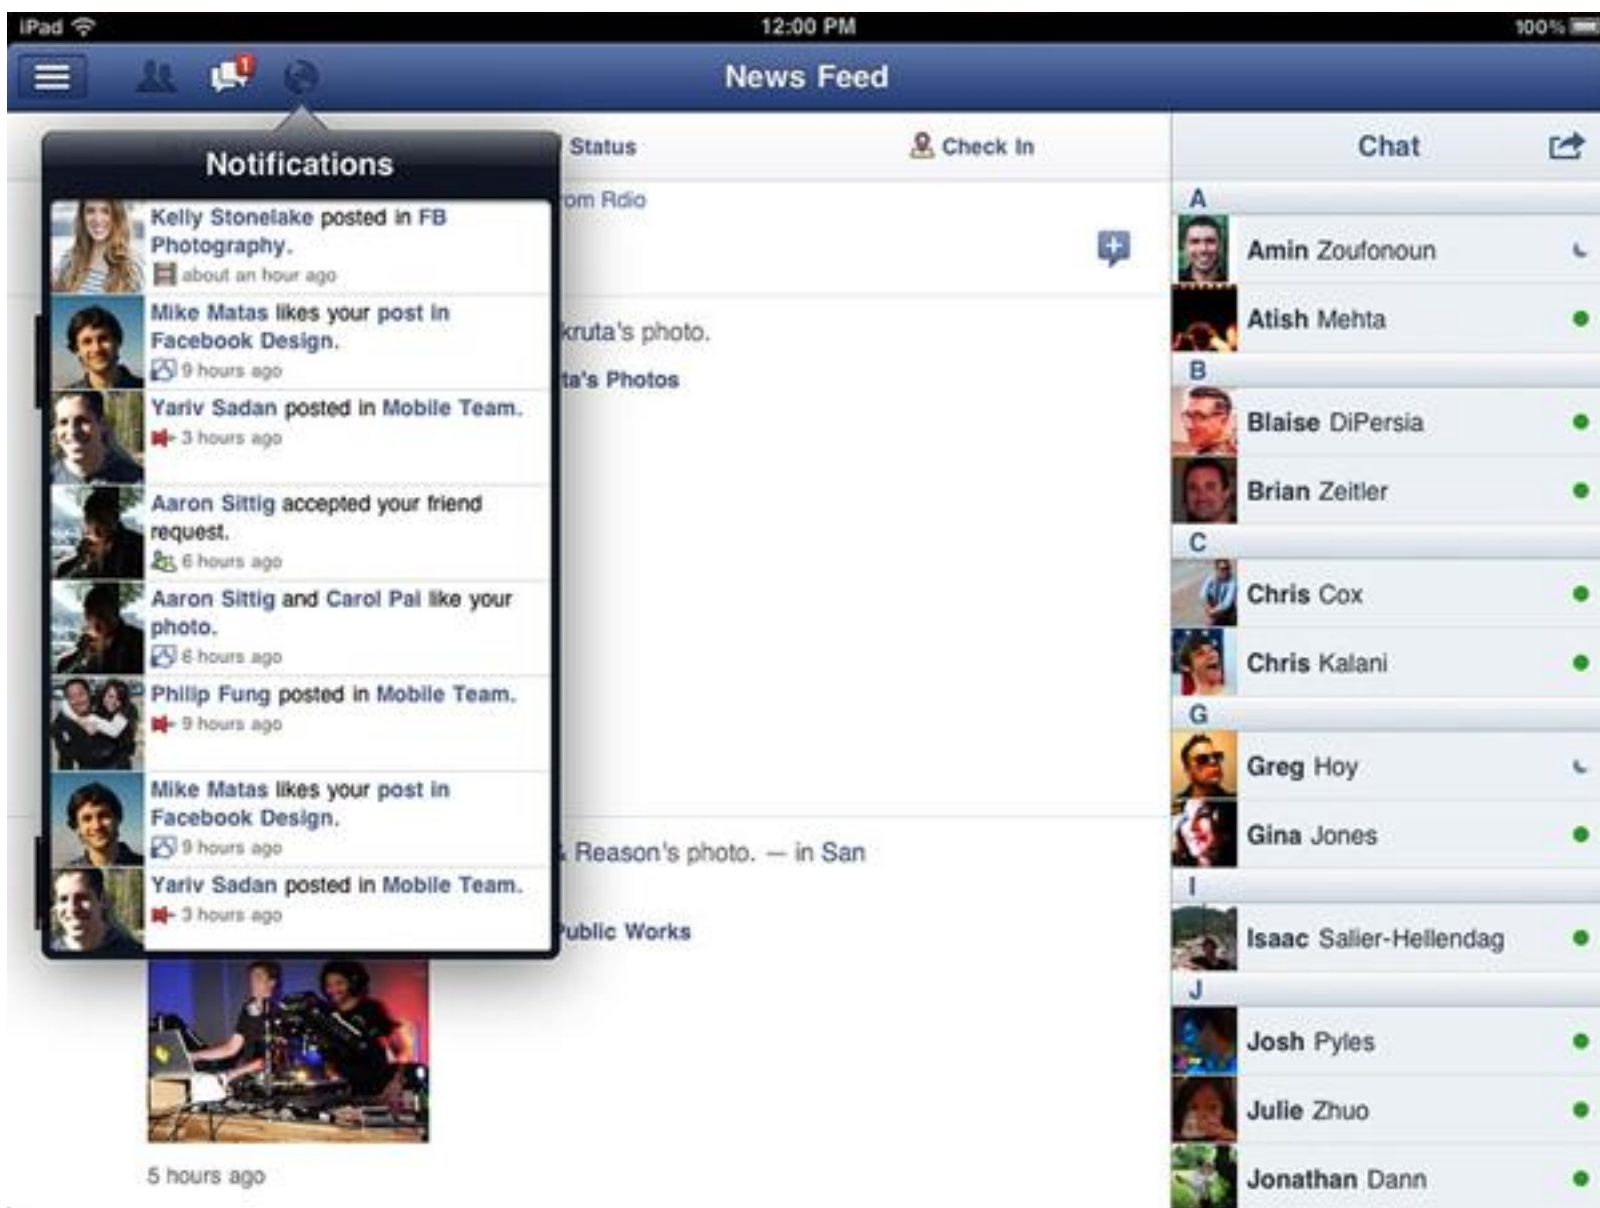 iPad
12:00 PM
100%
1
News Feed
Notifications
Kelly Stonelake posted in FB
Photography.
about an hour ago
Mike Matas likes your post in
Facebook Design.
9 hours ago
Yariv Sadan posted in Mobile Team.
3 hours ago
Aaron Sittig accepted your friend
request.
6 hours ago
Aaron Sittig and Carol Pai like your
photo.
6 hours ago
Philip Fung posted in Mobile Team.
9 hours ago
Mike Matas likes your post in
Facebook Design.
9 hours ago
Yariv Sadan posted in Mobile Team.
3 hours ago
Status
Check In
Rdio
kruta's photo.
ta's Photos
& Reason's photo. — in San
Public Works
5 hours ago
Chat
A
Amin Zoufonoun
Atish Mehta
B
Blaise DiPersia
Brian Zeitler
C
Chris Cox
Chris Kalani
G
Greg Hoy
Gina Jones
I
Isaac Salier-Hellendag
J
Josh Pyles
Julie Zhuo
Jonathan Dann